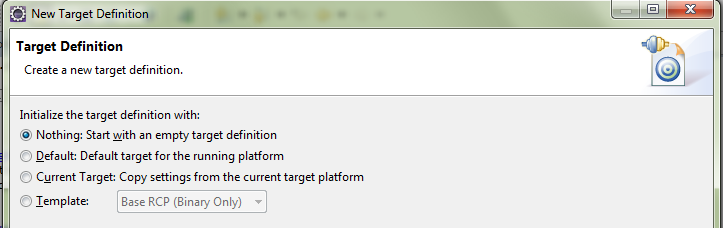 New Target Definition
Target Definition
Create a new target definition.
Initialize the target definition with:
Nothing: Start with an empty target definition
Default: Default target for the running platform
Current Target: Copy settings from the current target platform
Template: Base RCP (Binary Only)